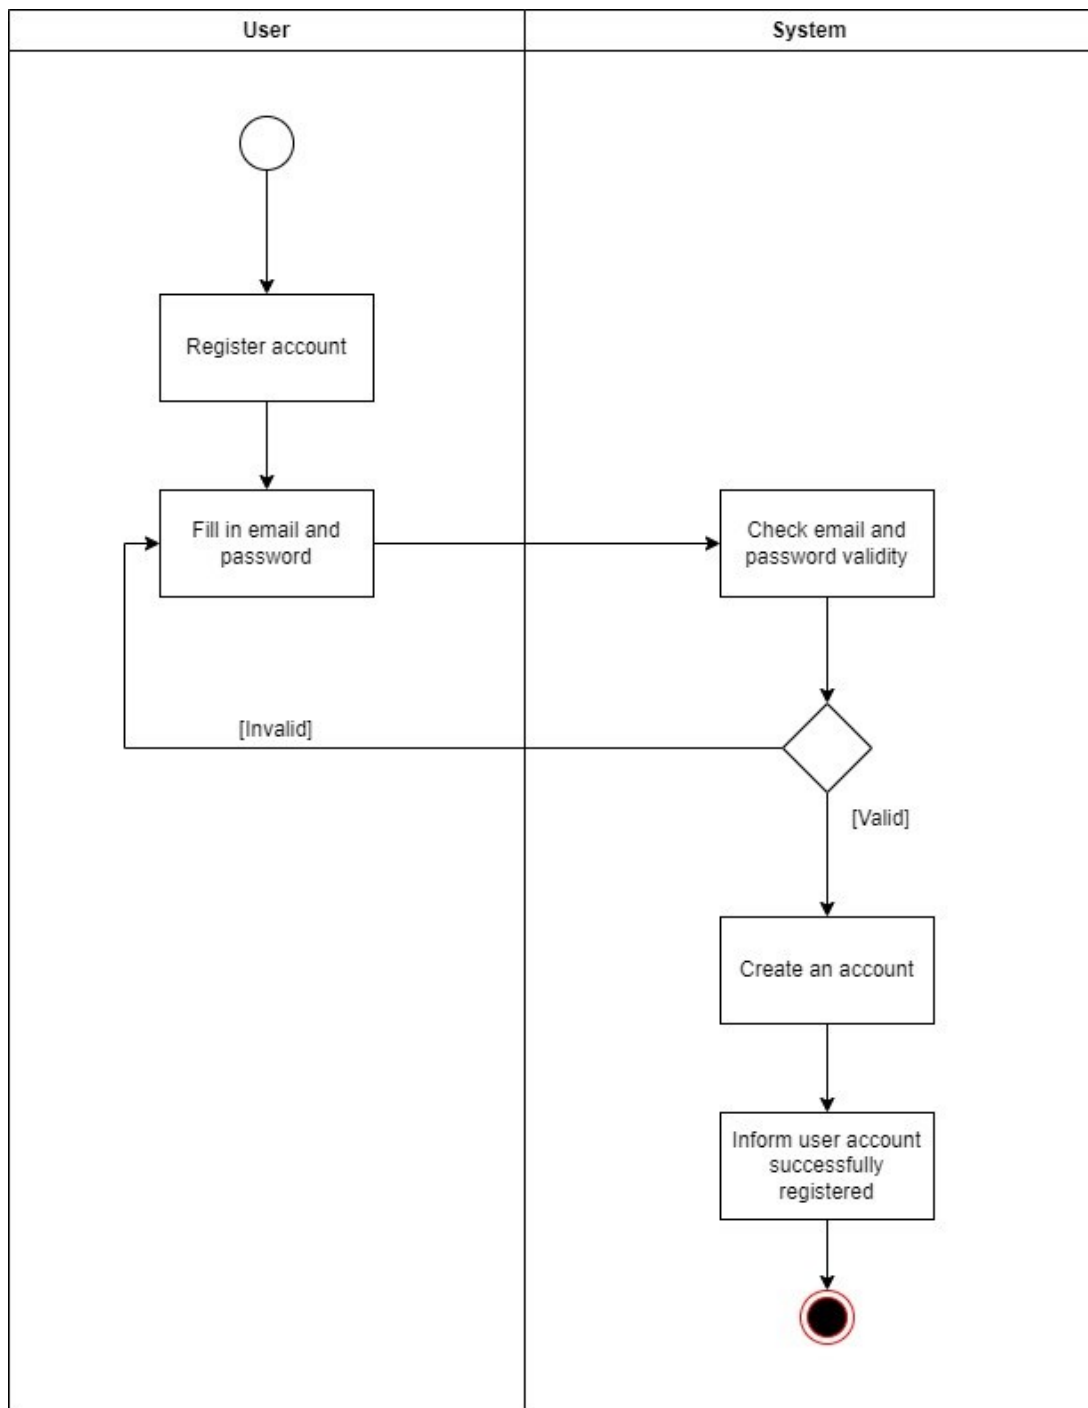 User
System
Register account
Fill in email and
password
Check email and
password validity
[Invalid]
[Valid]
Create an account
Inform user account
successfully
registered